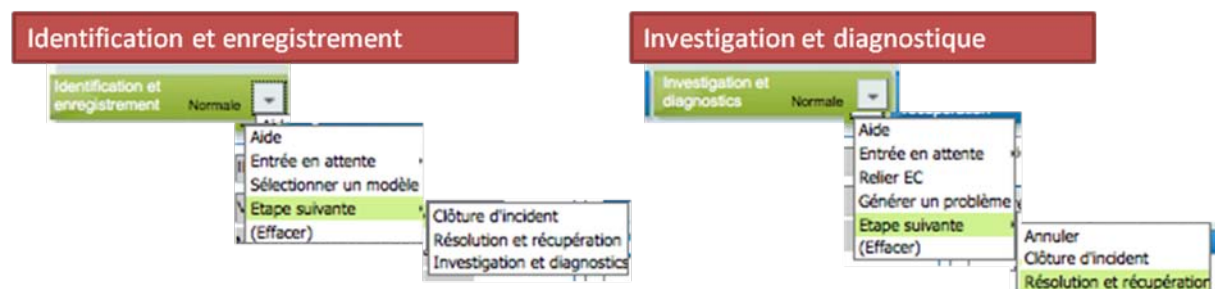 Identification et enregistrement
Identification et
enregistrement Normale
Aide
Entrée en attente
Sélectionner un modèle
Etape suivante
(Effacer)
Clôture d'incident
Résolution et récupération
Investigation et diagnostics
Investigation et diagnostique
Investigation et
diagnostics Normale
Aide
Entrée en attente
Relier EC
Générer un problème
Etape suivante
(Effacer)
Annuler
Clôture d'incident
Résolution et récupération